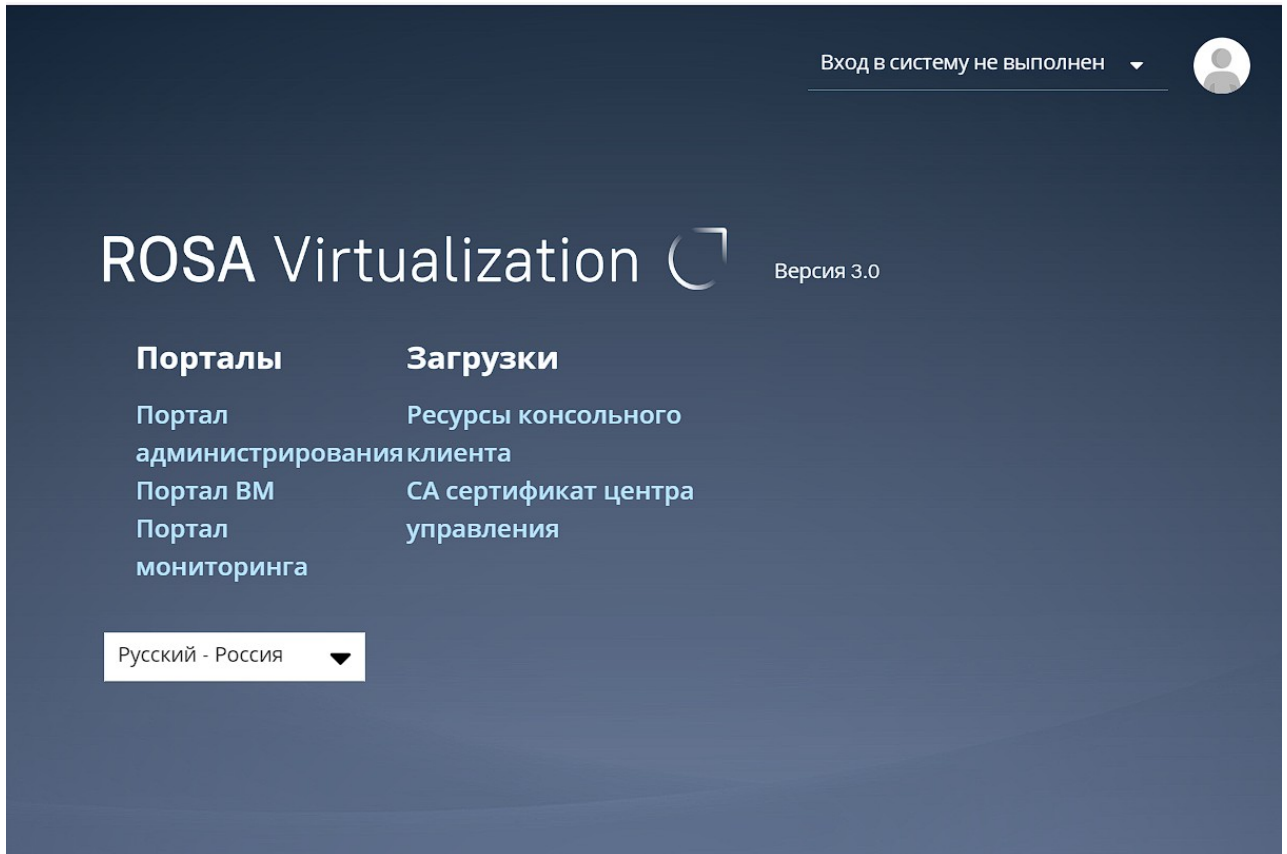 Вход в систему не выполнен
ROSA Virtualization
Версия 3.0
Порталы
Портал
администрирования
Портал ВМ
Портал
мониторинга
Загрузки
Ресурсы консольного
клиента
CA сертификат центра
управления
Русский - Россия